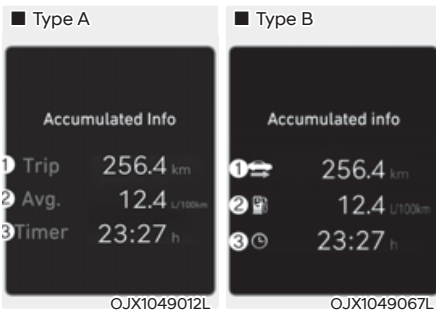 ■ Type A
Accumulated Info
1 Trip 256.4 km
2 Avg. 12.4 L/100km
3 Timer 23:27 h
OJX1049012L
■ Type B
Accumulated info
1 256.4 km
2 12.4 L/100km
3 23:27 h
OJX1049067L